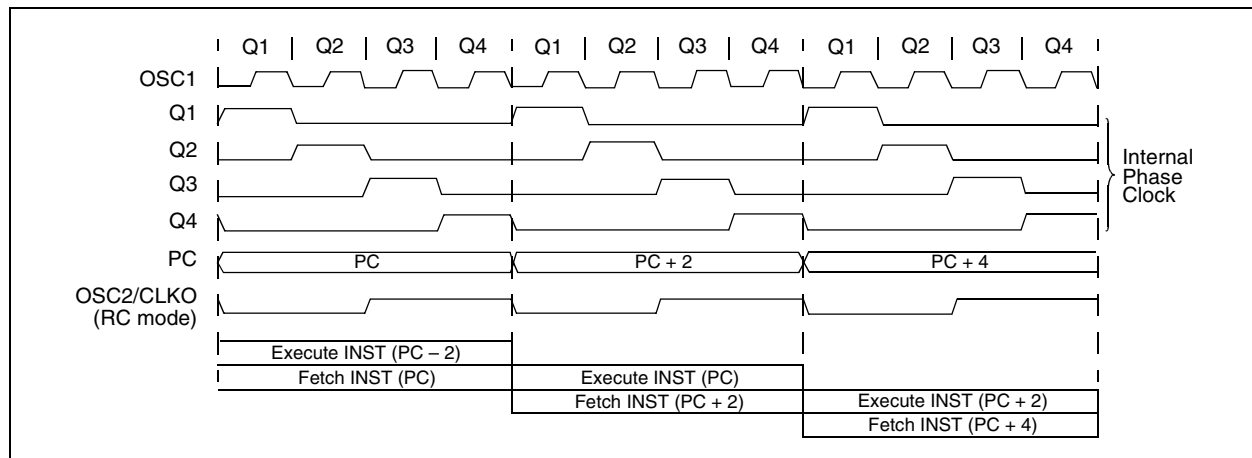 Q1 Q2 Q3 Q4 Q1 Q2 Q3 Q4 Q1 Q2 Q3 Q4
OSC1
Q1
Q2
Q3
Q4
Internal
Phase
Clock
PC PC PC + 2 PC + 4
OSC2/CLKO
(RC mode)
Execute INST (PC – 2)
Fetch INST (PC) Execute INST (PC)
Fetch INST (PC + 2) Execute INST (PC + 2)
Fetch INST (PC + 4)